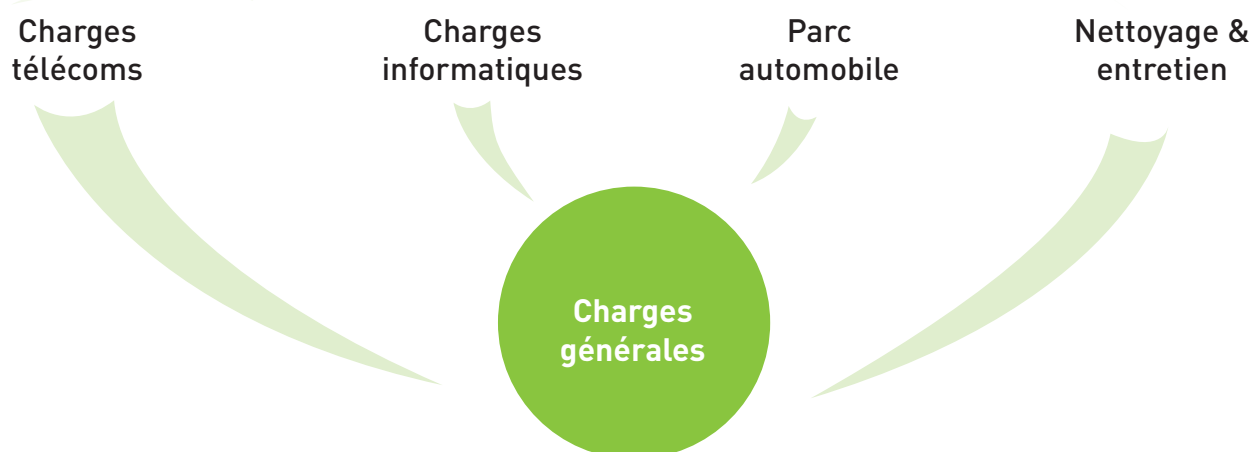 Charges
télécoms
Charges
informatiques
Parc
automobile
Nettoyage &
entretien
Charges
générales